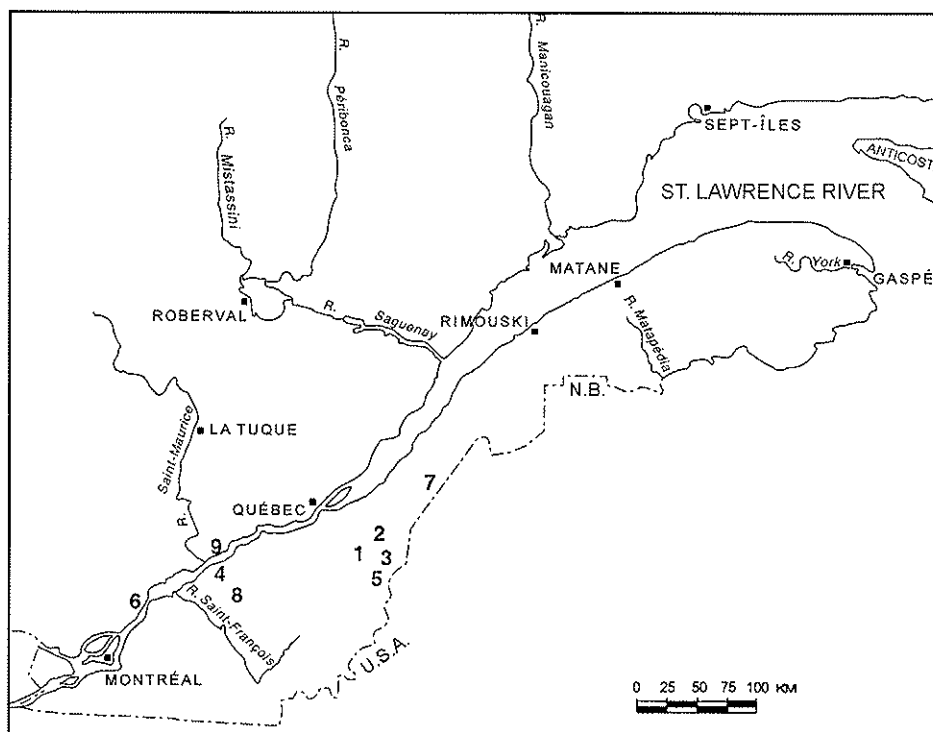 R.
Péribonca
R.
Manicouagan
R.
Mistassini
SEPT-ÎLES
ANTICOST
ST. LAWRENCE RIVER
MATANE
R. York
GASPÉ
ROBERVAL
R. Saguenay
RIMOUSKI
R. Matapédia
N.B.
LA TUQUE
R. Saint-Maurice
QUÉBEC
7
2
1
3
5
9
4
8
6
R. Saint-François
MONTRÉAL
U.S.A.
0 25 50 75 100 KM